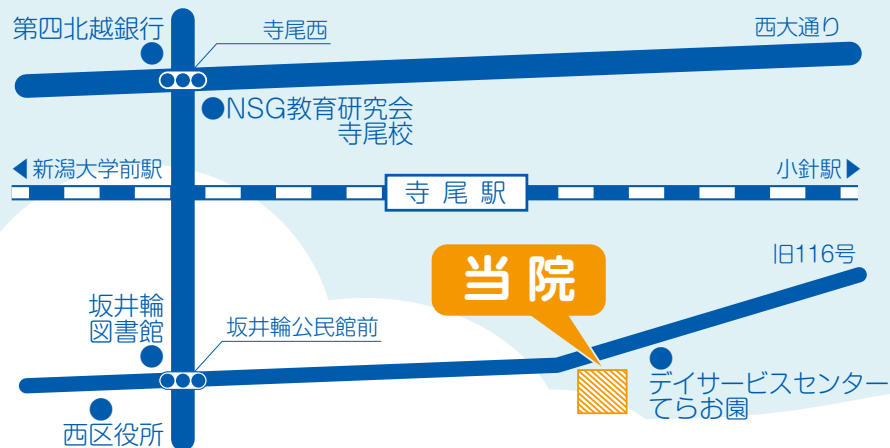 第四北越銀行
寺尾西
西大通り
NSG教育研究会
寺尾校
新潟大学前駅
小針駅
寺尾駅
当院
旧116号
坂井輪
図書館
坂井輪公民館前
デイサービスセンター
てらお園
西区役所